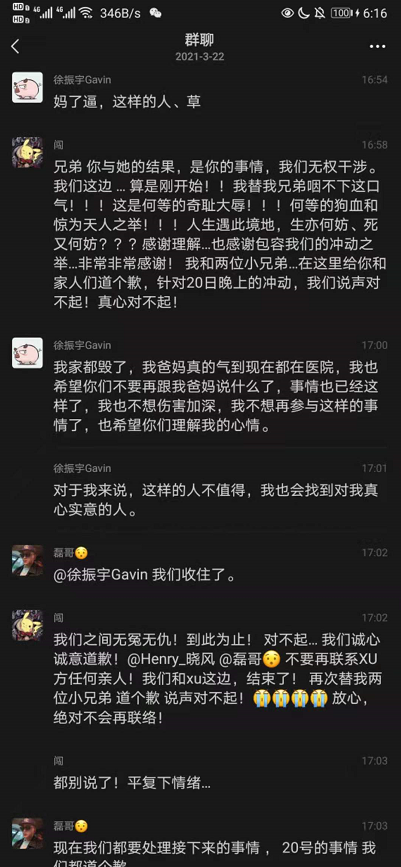 HD B 4G 4G 346B/s 100 6:16
HD B
群聊
2021-3-22
徐振宇Gavin 16:54
妈了逼，这样的人、草
闯 16:58
兄弟 你与她的结果，是你的事情，我们无权干涉。
我们这边 ... 算是刚开始！！我替我兄弟咽不下这口
气！！！这是何等的奇耻大辱！！！何等的狗血和
惊为天人之举！！！人生遇此境地，生亦何妨、死
又何妨？？？感谢理解...也感谢包容我们的冲动之
举...非常非常感谢！ 我和两位小兄弟...在这里给你和
家人们道个歉，针对20日晚上的冲动，我们说声对
不起！真心对不起！
徐振宇Gavin 17:00
我家都毁了，我爸妈真的气到现在都在医院，我也
希望你们不要再跟我爸妈说什么了，事情也已经这
样了，我也不想伤害加深，我不想再参与这样的事
情了，也希望你们理解我的心情。
徐振宇Gavin 17:01
对于我来说，这样的人不值得，我也会找到对我真
心实意的人。
磊哥😯 17:02
@徐振宇Gavin 我们收住了。
闯 17:02
我们之间无冤无仇！到此为止！ 对不起... 我们诚心
诚意道歉！@Henry_晓风 @磊哥😯 不要再联系XU
方任何亲人！我们和xu这边，结束了！ 再次替我两
位小兄弟 道个歉 说声对不起！😭😭😭😭 放心，
绝对不会再联络！
闯 17:03
都别说了！平复下情绪...
磊哥😯 17:03
现在我们都要处理接下来的事情 ， 20号的事情 我
们都道个歉